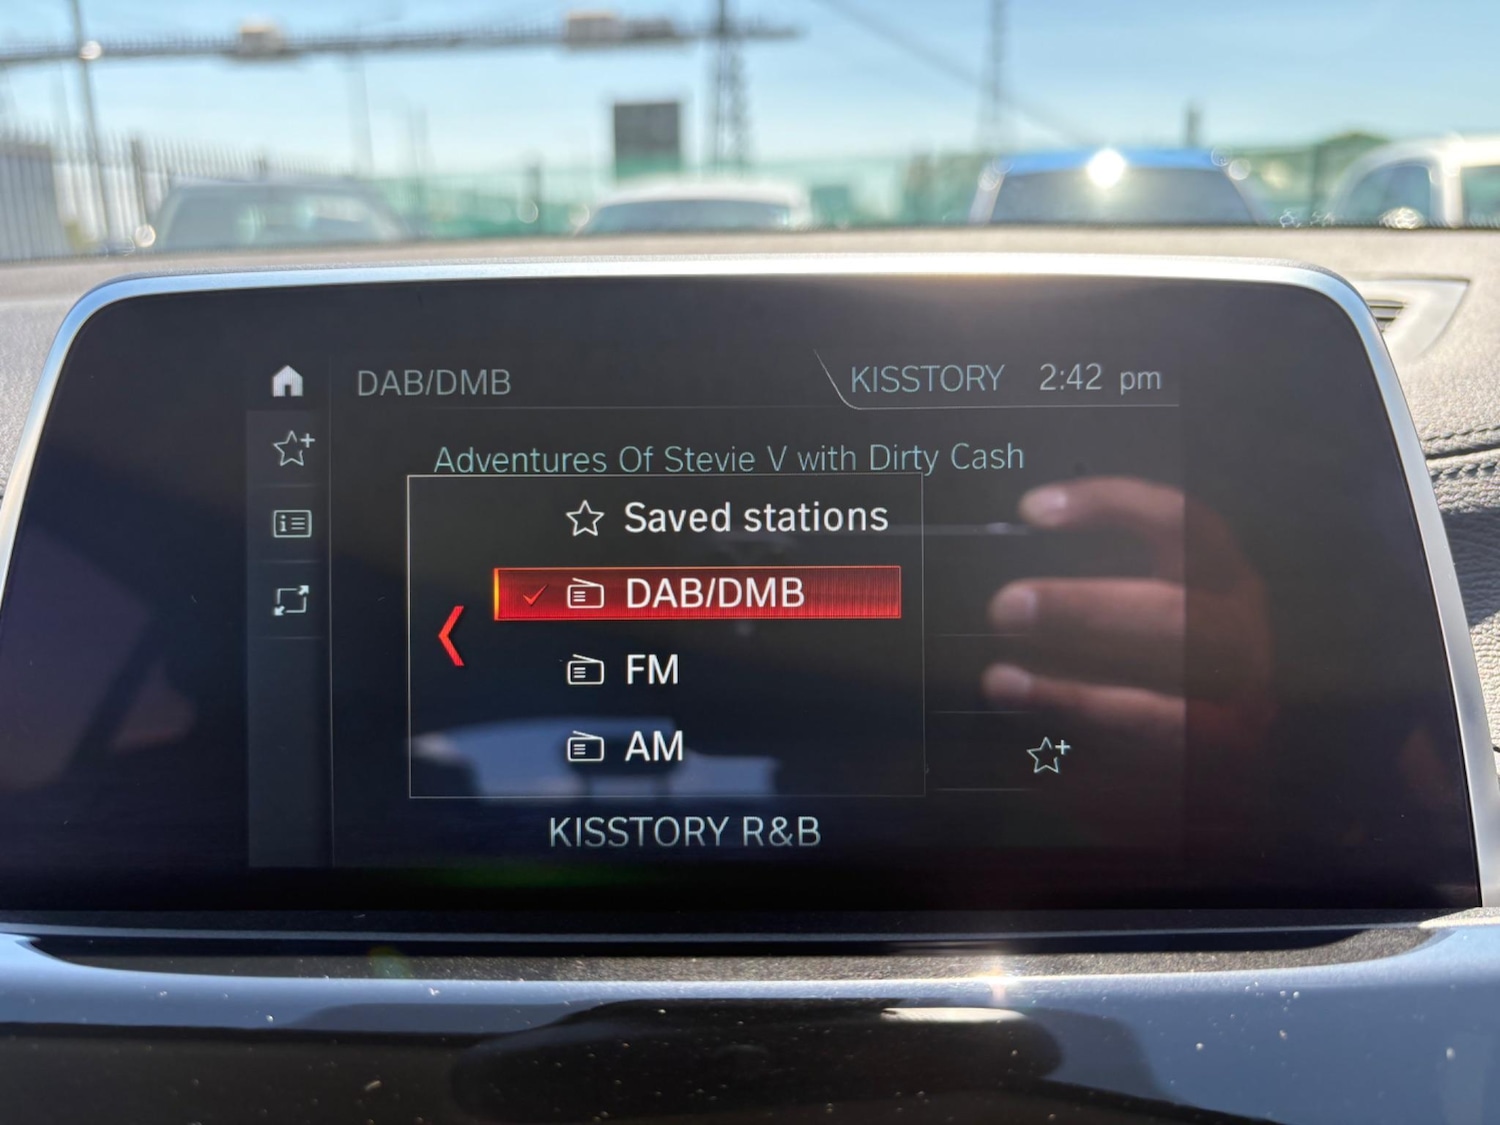 DAB/DMB
KISSTORY 2:42 pm
Adventures Of Stevie V with Dirty Cash
Saved stations
DAB/DMB
FM
AM
KISSTORY R&B